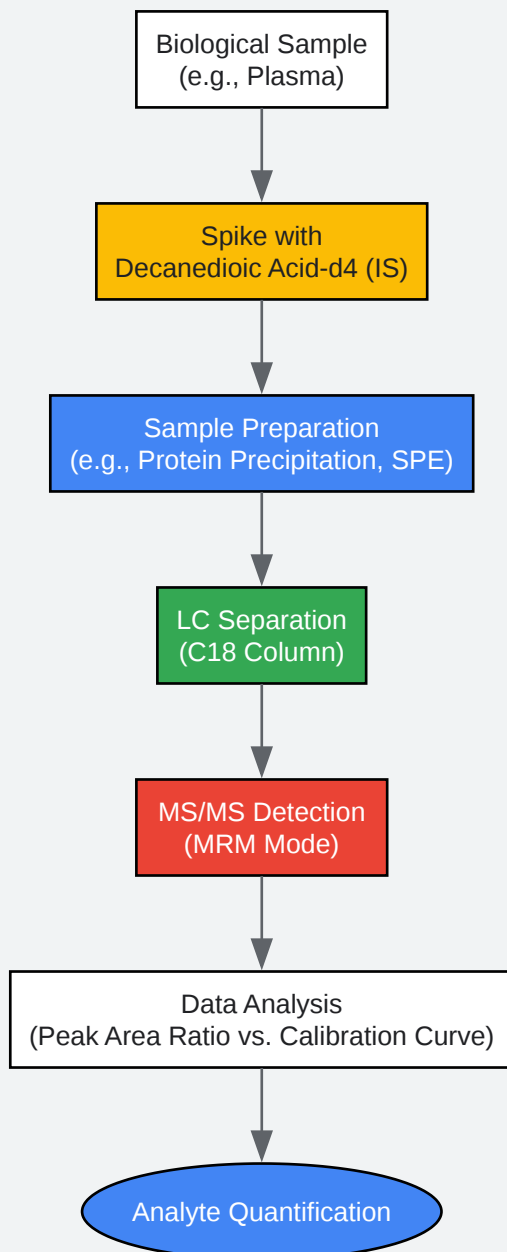 Biological Sample
(e.g., Plasma)
Spike with
Decanedioic Acid-d4 (IS)
Sample Preparation
(e.g., Protein Precipitation, SPE)
LC Separation
(C18 Column)
MS/MS Detection
(MRM Mode)
Data Analysis
(Peak Area Ratio vs. Calibration Curve)
Analyte Quantification